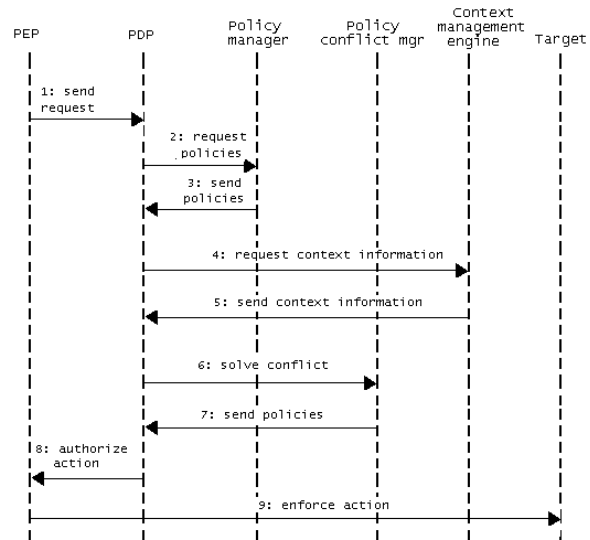 PEP
PDP
Policy
manager
Policy
conflict mgr
Context
management
engine
Target
1: send
request
2: request
policies
3: send
policies
4: request context information
5: send context information
6: solve conflict
7: send policies
8: authorize
action
9: enforce action